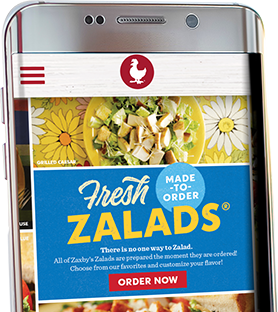 GRILLED CAESAR
USE
Fresh
MADE
-TO-
ORDER
ZALADS®
There is no one way to Zalad.
All of Zaxby's Zalads are prepared the moment they are ordered!
Choose from our favorites and customize your flavor!
ORDER NOW